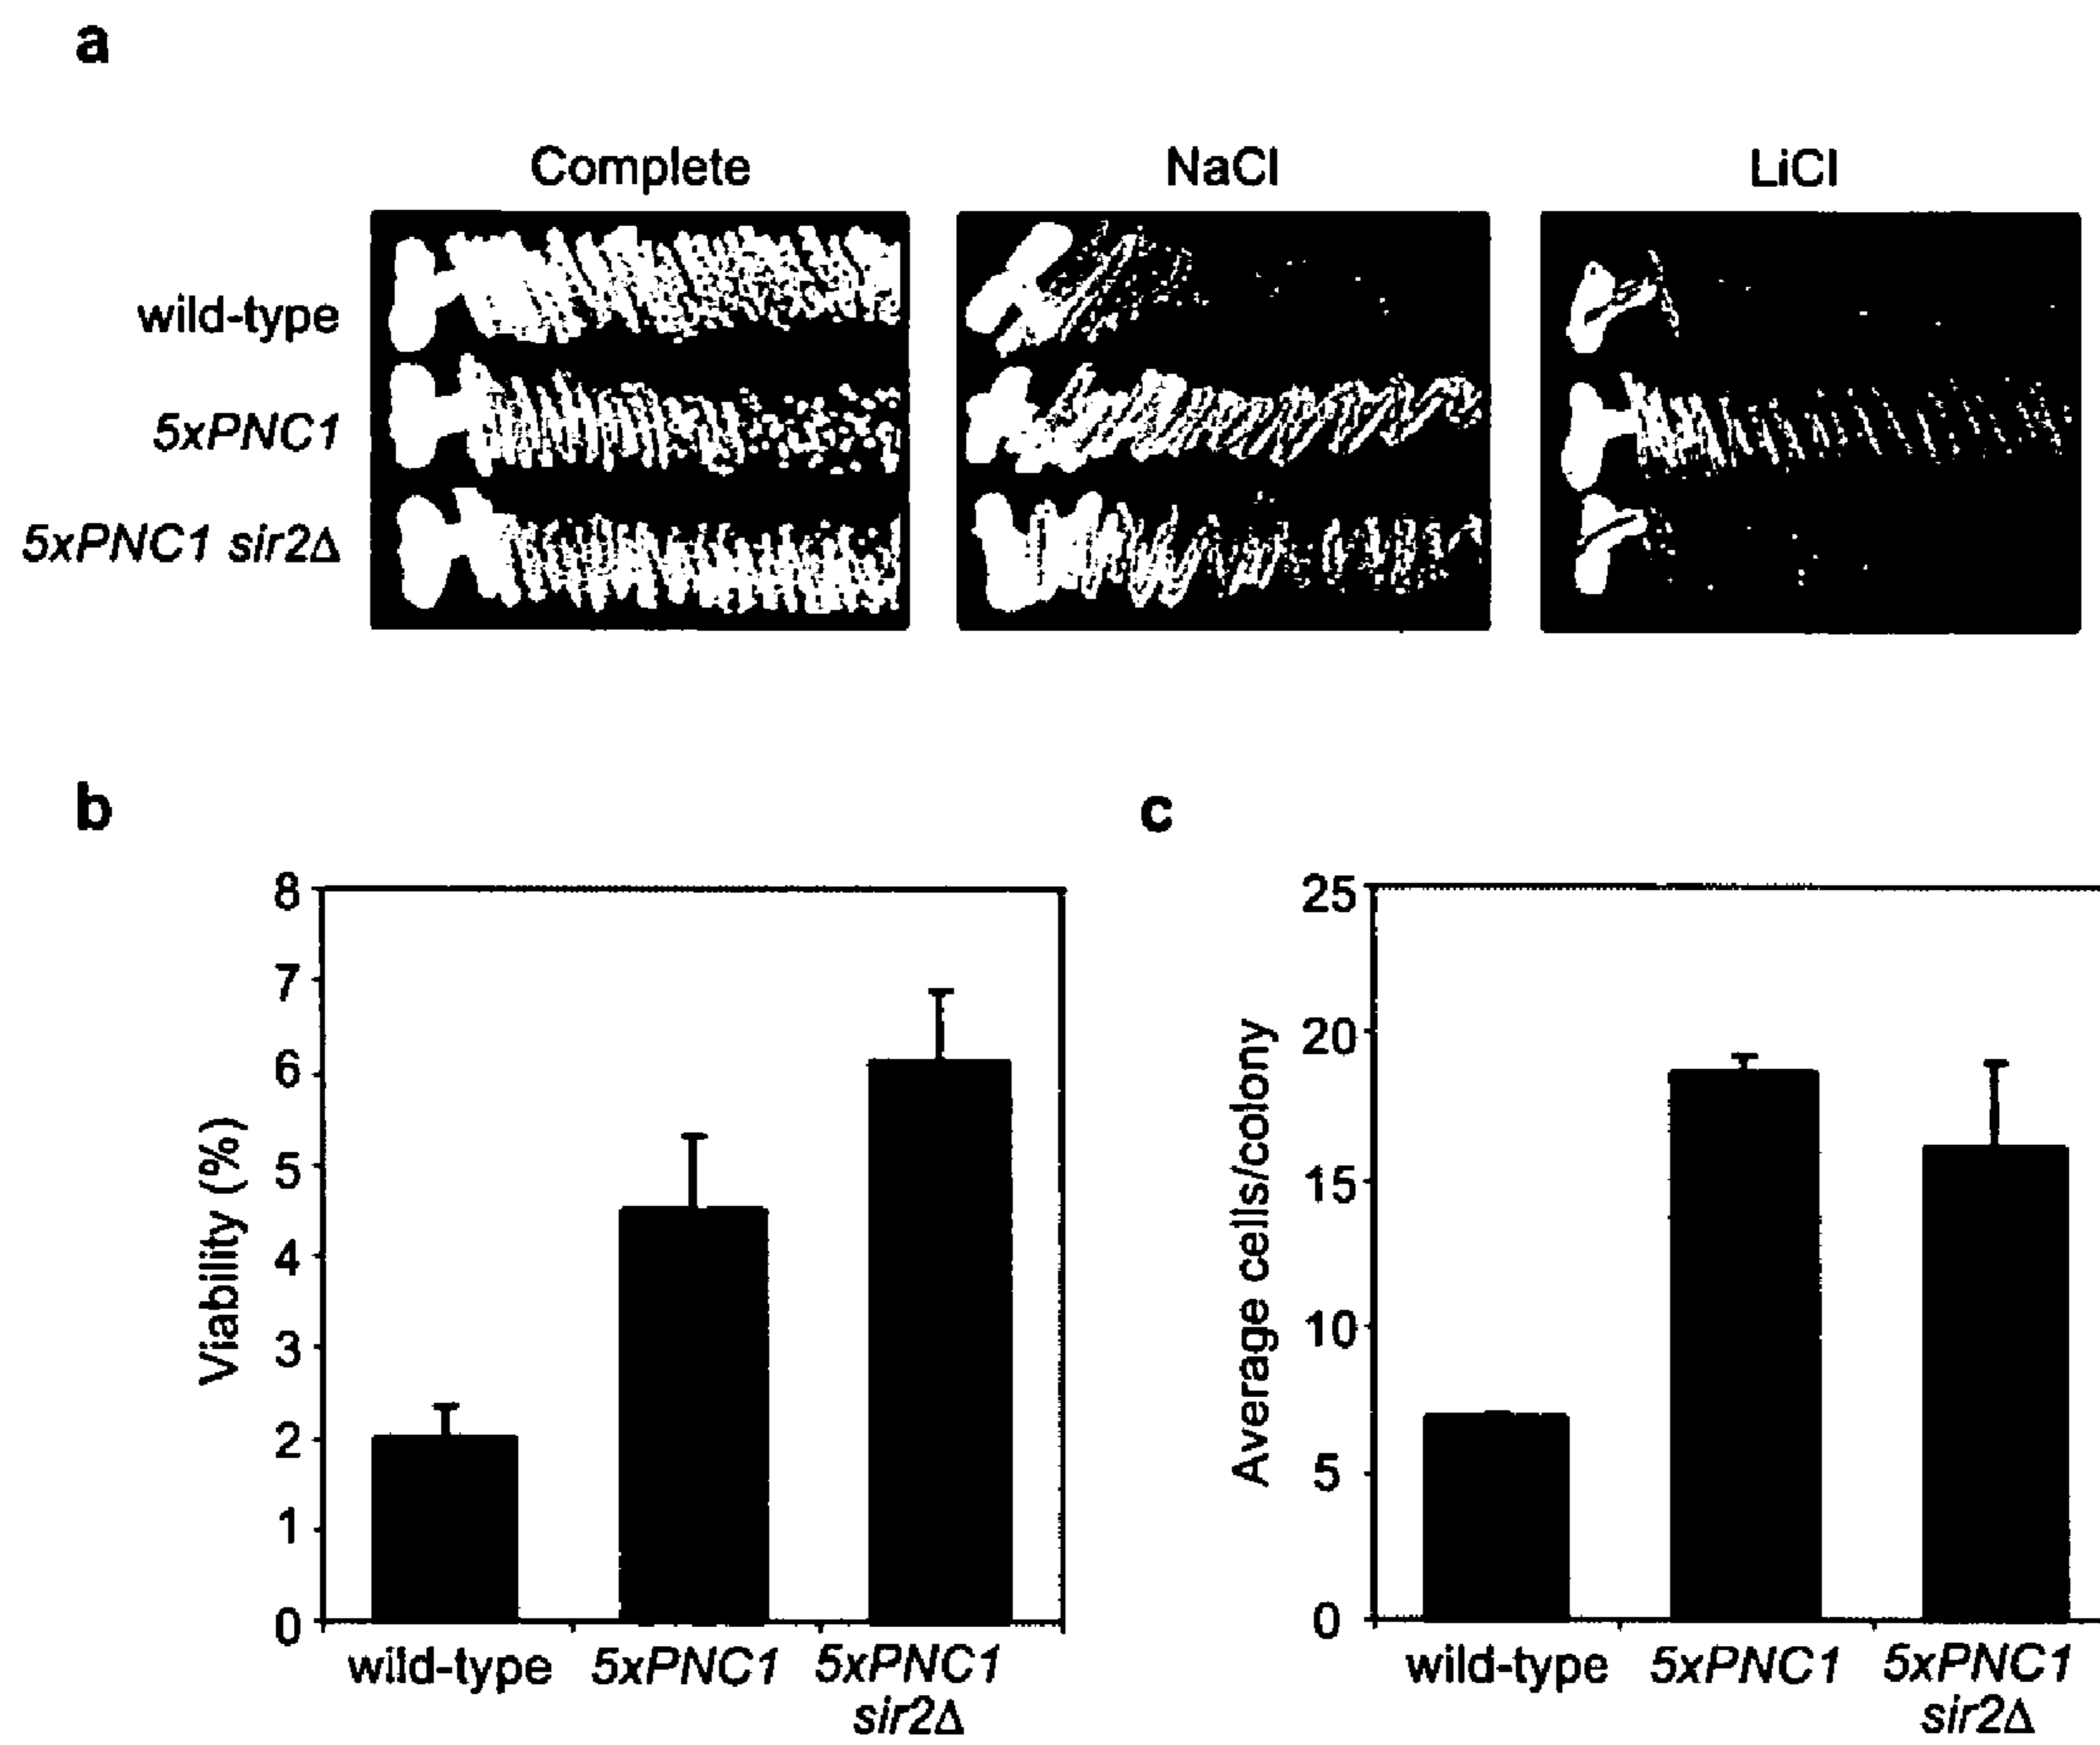 a
Complete NaCl LiCl
wild-type
5xPNC1
5xPNC1 sir2Δ
b
8
7
6
5
4
3
2
1
0
Viability (%)
wild-type 5xPNC1 5xPNC1
sir2Δ
c
25
20
15
10
5
0
Average cells/colony
wild-type 5xPNC1 5xPNC1
sir2Δ